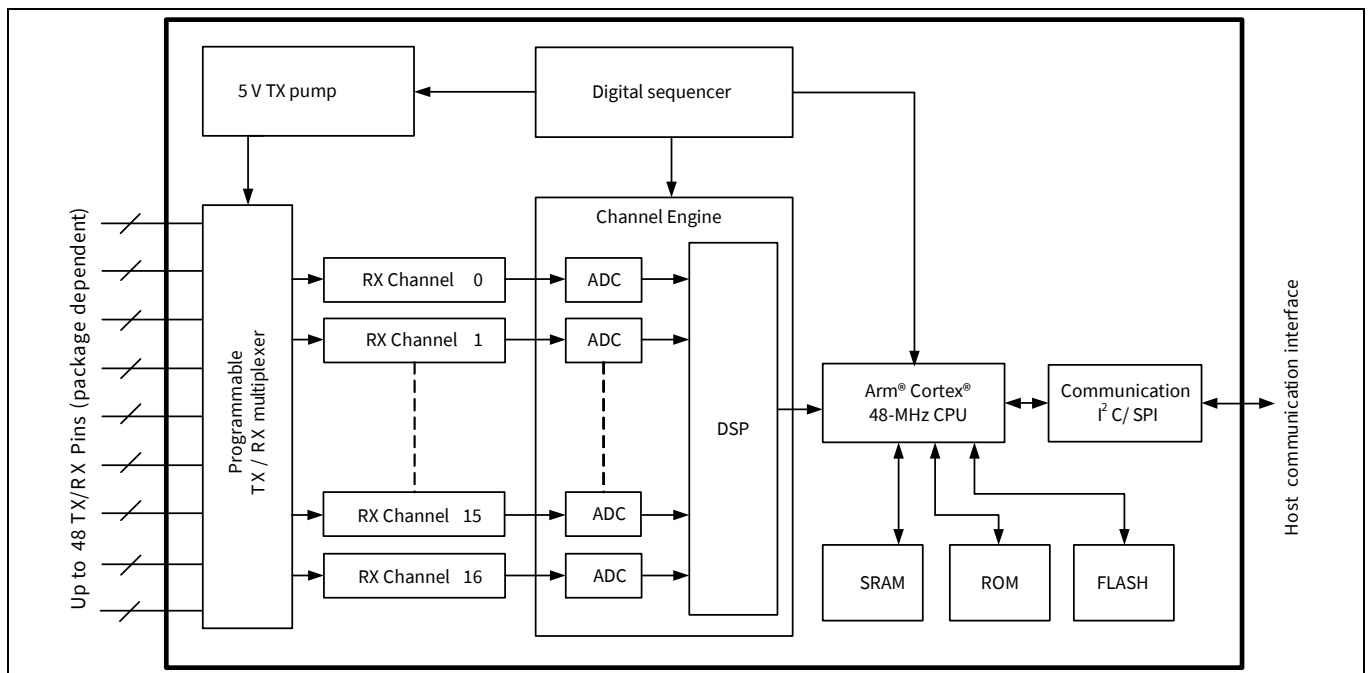 5 V TX pump
Digital sequencer
Up to 48 TX/RX Pins (package dependent)
Programmable
TX / RX multiplexer
Channel Engine
RX Channel 0
ADC
RX Channel 1
ADC
RX Channel 15
ADC
RX Channel 16
ADC
DSP
Arm® Cortex®
48-MHz CPU
Communication
I² C/ SPI
SRAM
ROM
FLASH
Host communication interface